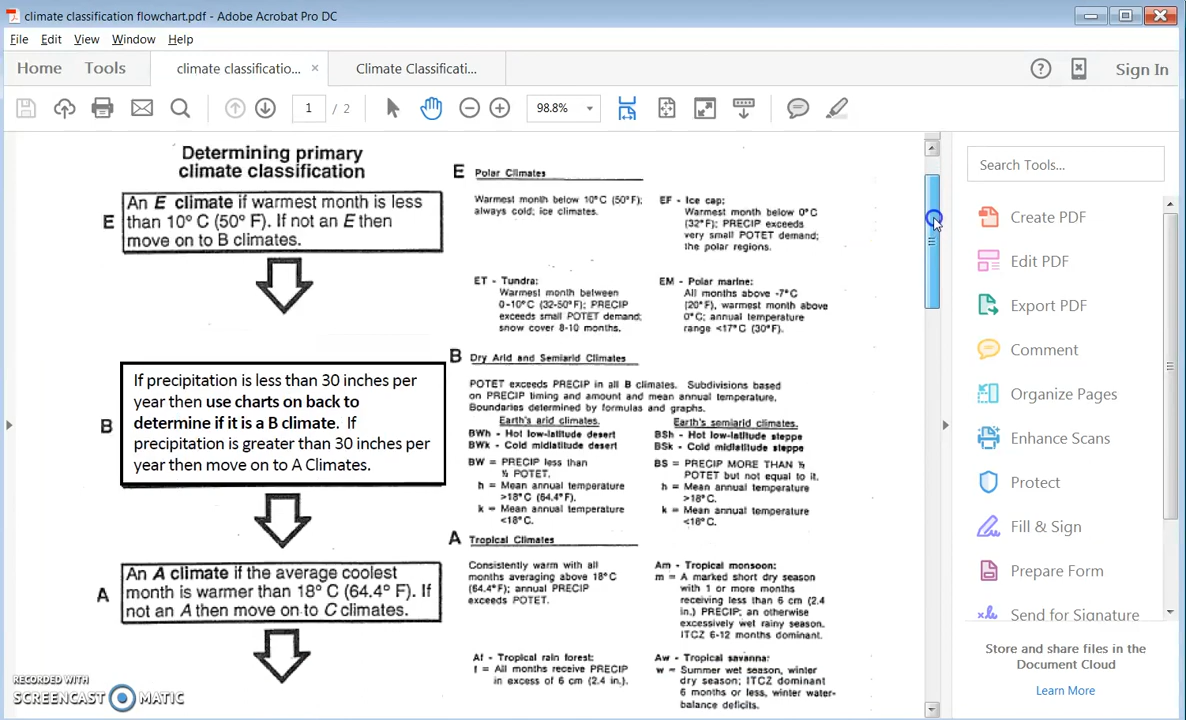 climate classification flowchart.pdf - Adobe Acrobat Pro DC
File Edit View Window Help
Home Tools climate classificatio... × Climate Classificati... Sign In
1 / 2 98.8%
Determining primary
climate classification
E
An E climate if warmest month is less
than 10° C (50° F). If not an E then
move on to B climates.
B
If precipitation is less than 30 inches per
year then use charts on back to
determine if it is a B climate. If
precipitation is greater than 30 inches per
year then move on to A Climates.
A
An A climate if the average coolest
month is warmer than 18° C (64.4° F). If
not an A then move on to C climates.
E Polar Climates
Warmest month below 10°C (50°F);
always cold; ice climates.
EF - Ice cap:
Warmest month below 0°C
(32°F); PRECIP exceeds
very small POTET demand;
the polar regions.
ET - Tundra:
Warmest month between
0-10°C (32-50°F); PRECIP
exceeds small POTET demand;
snow cover 8-10 months.
EM - Polar marine:
All months above -7°C
(20°F), warmest month above
0°C; annual temperature
range <17°C (30°F).
B Dry Arid and Semiarid Climates
POTET exceeds PRECIP in all B climates. Subdivisions based
on PRECIP timing and amount and mean annual temperature.
Boundaries determined by formulas and graphs.
Earth's arid climates.
BWh - Hot low-latitude desert
BWk - Cold midlatitude desert
BW = PRECIP less than
½ POTET.
h = Mean annual temperature
>18°C (64.4°F).
k = Mean annual temperature
<18°C.
Earth's semiarid climates.
BSh - Hot low-latitude steppe
BSk - Cold midlatitude steppe
BS = PRECIP MORE THAN ½
POTET but not equal to it.
h = Mean annual temperature
>18°C.
k = Mean annual temperature
<18°C.
A Tropical Climates
Consistently warm with all
months averaging above 18°C
(64.4°F); annual PRECIP
exceeds POTET.
Af - Tropical rain forest:
f = All months receive PRECIP
in excess of 6 cm (2.4 in.).
Am - Tropical monsoon:
m = A marked short dry season
with 1 or more months
receiving less than 6 cm (2.4
in.) PRECIP; an otherwise
excessively wet rainy season.
ITCZ 6-12 months dominant.
Aw - Tropical savanna:
w = Summer wet season, winter
dry season; ITCZ dominant
6 months or less, winter water-
balance deficits.
Search Tools...
Create PDF
Edit PDF
Export PDF
Comment
Organize Pages
Enhance Scans
Protect
Fill & Sign
Prepare Form
Send for Signature
Store and share files in the
Document Cloud
Learn More
RECORDED WITH
SCREENCAST MATIC